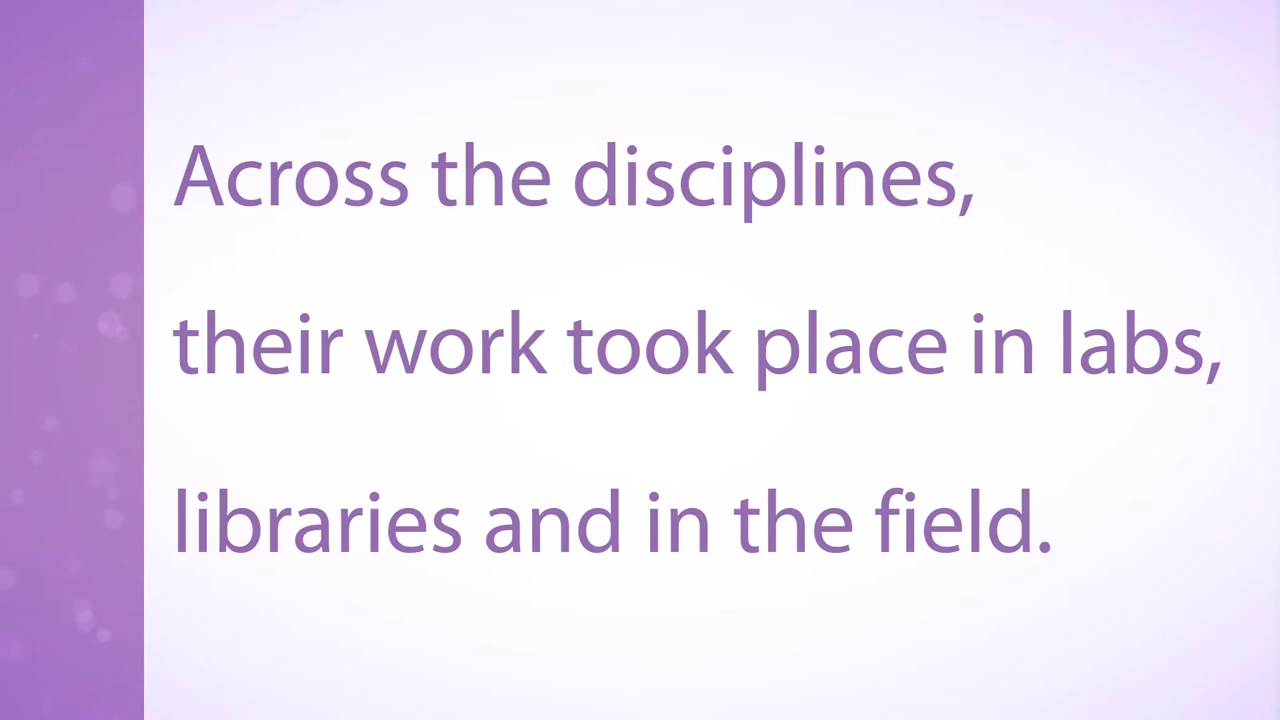 Across the disciplines,
their work took place in labs,
libraries and in the field.